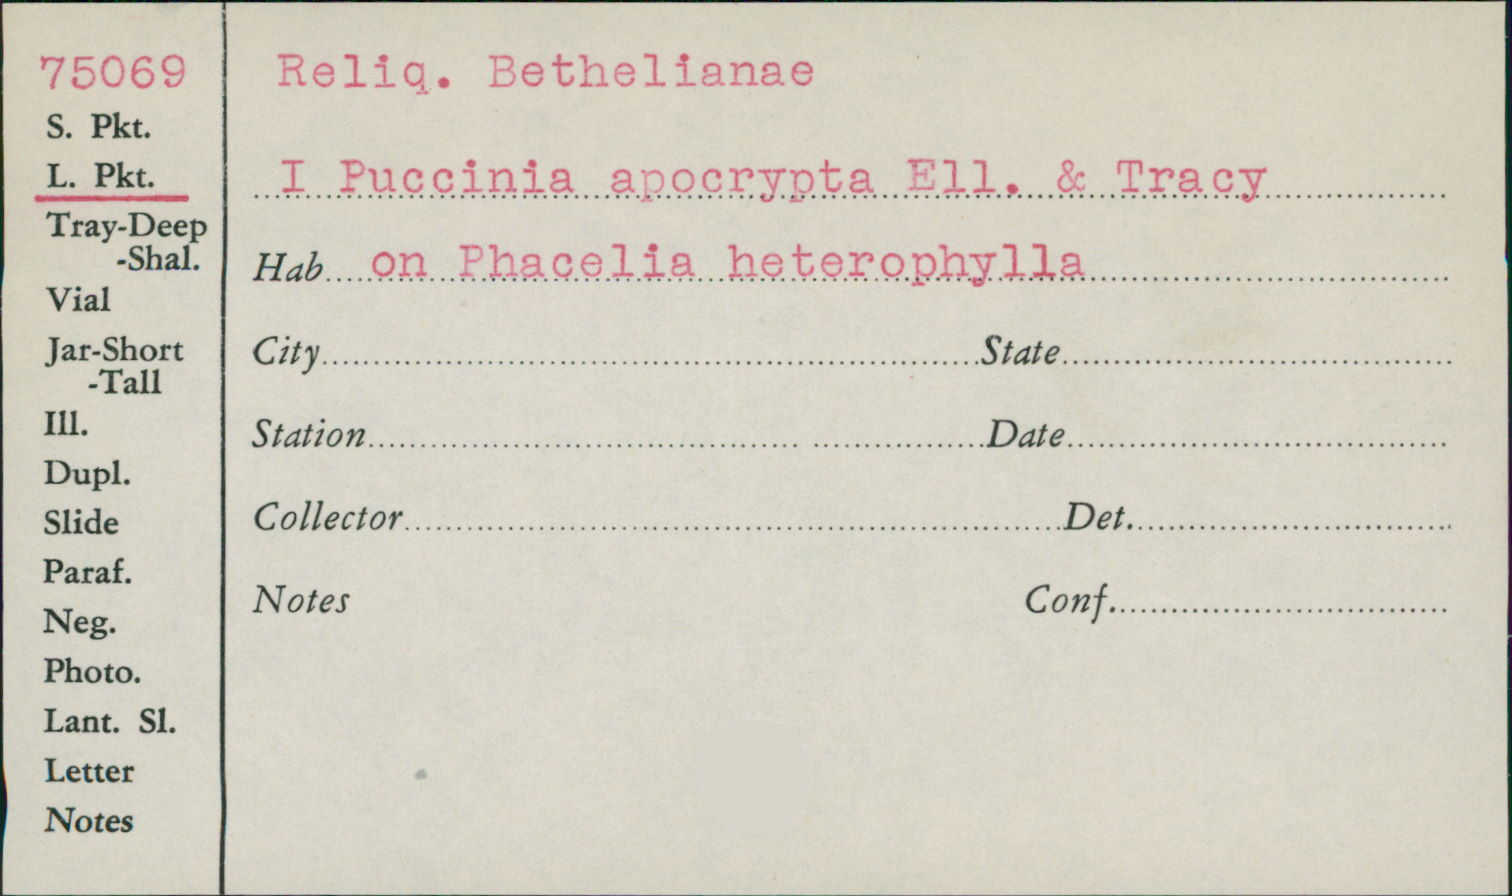 75069
S. Pkt.
L. Pkt.
Tray-Deep
-Shal.
Vial
Jar-Short
-Tall
Ill.
Dupl.
Slide
Paraf.
Neg.
Photo.
Lant. Sl.
Letter
Notes
Reliq. Bethelianae
I Puccinia apocrypta Ell. & Tracy
Hab on Phacelia heterophylla
City State
Station Date
Collector Det.
Notes Conf.